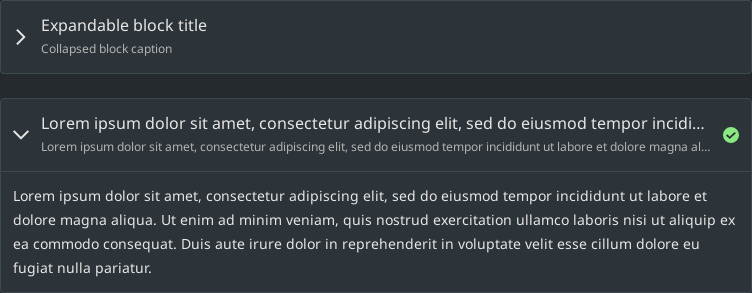 Expandable block title
Collapsed block caption
Lorem ipsum dolor sit amet, consectetur adipiscing elit, sed do eiusmod tempor incidi...
Lorem ipsum dolor sit amet, consectetur adipiscing elit, sed do eiusmod tempor incididunt ut labore et dolore magna al...
Lorem ipsum dolor sit amet, consectetur adipiscing elit, sed do eiusmod tempor incididunt ut labore et
dolore magna aliqua. Ut enim ad minim veniam, quis nostrud exercitation ullamco laboris nisi ut aliquip ex
ea commodo consequat. Duis aute irure dolor in reprehenderit in voluptate velit esse cillum dolore eu
fugiat nulla pariatur.